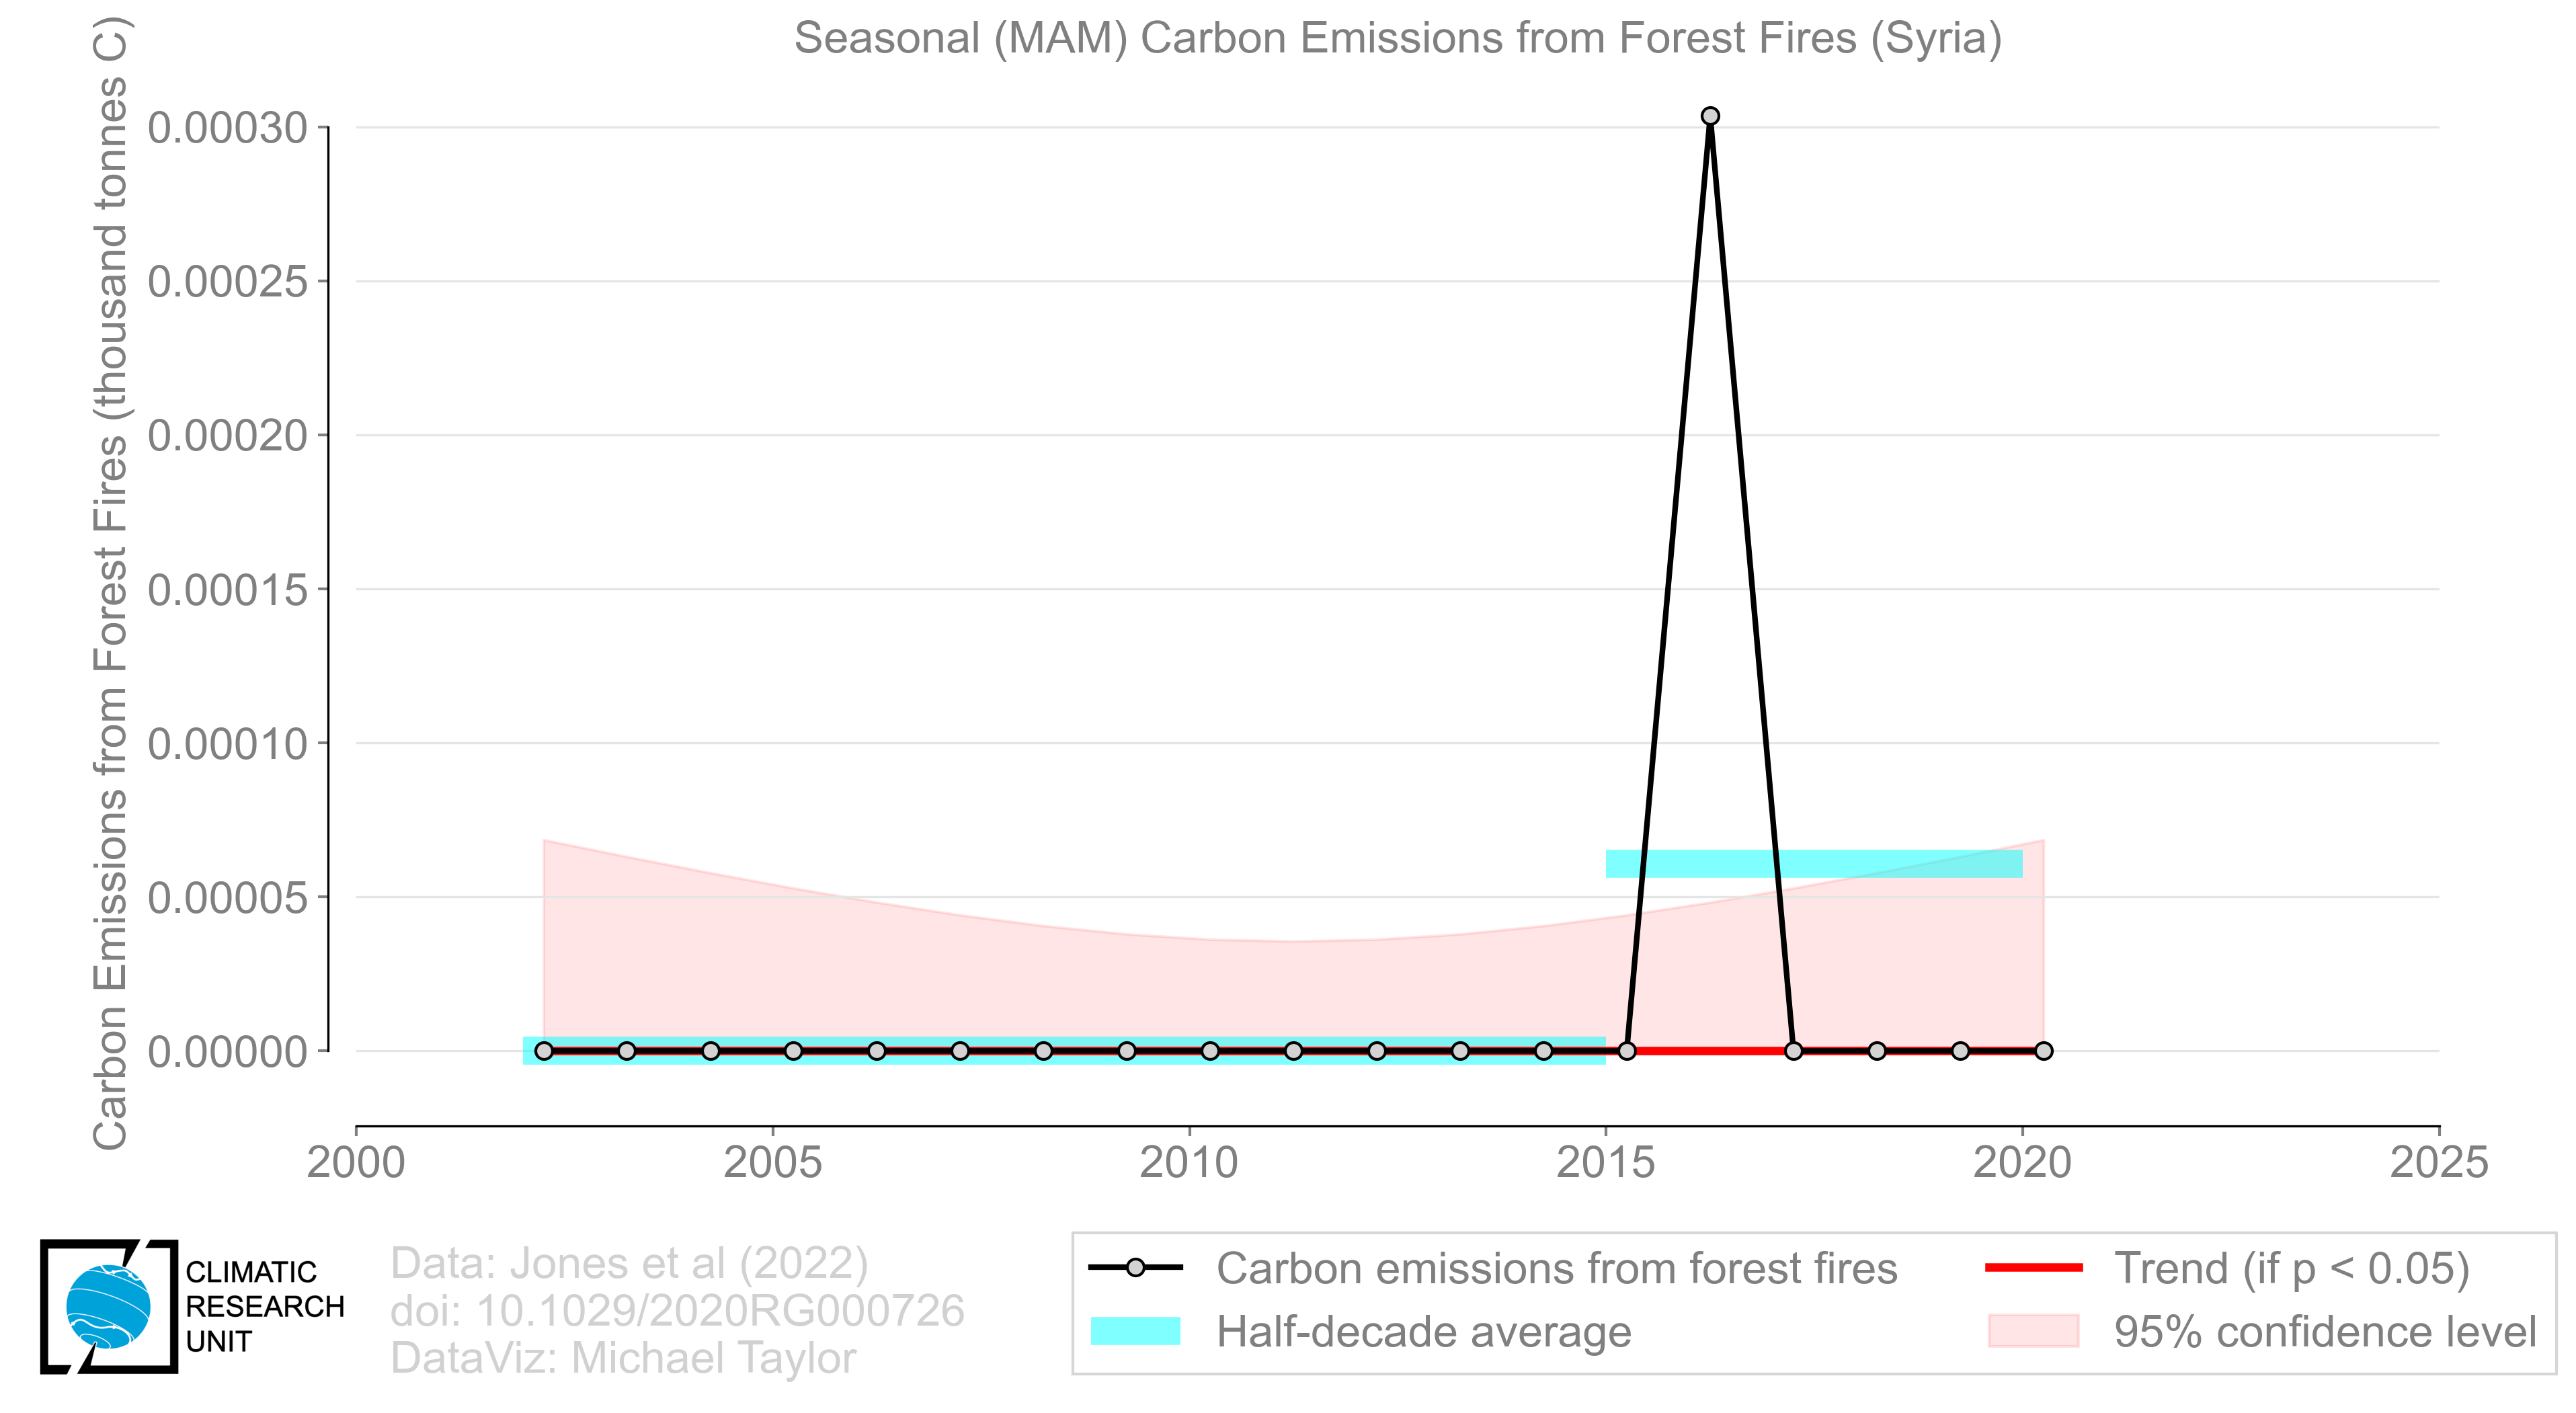 Seasonal (MAM) Carbon Emissions from Forest Fires (Syria)
Carbon Emissions from Forest Fires (thousand tonnes C)
0.00030
0.00025
0.00020
0.00015
0.00010
0.00005
0.00000
2000 2005 2010 2015 2020 2025
CLIMATIC
RESEARCH
UNIT
Data: Jones et al (2022)
doi: 10.1029/2020RG000726
DataViz: Michael Taylor
Carbon emissions from forest fires
Half-decade average
Trend (if p < 0.05)
95% confidence level